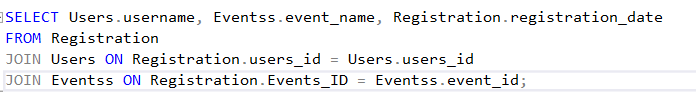 SELECT Users.username, Eventss.event_name, Registration.registration_date
FROM Registration
JOIN Users ON Registration.users_id = Users.users_id
JOIN Eventss ON Registration.Events_ID = Eventss.event_id;